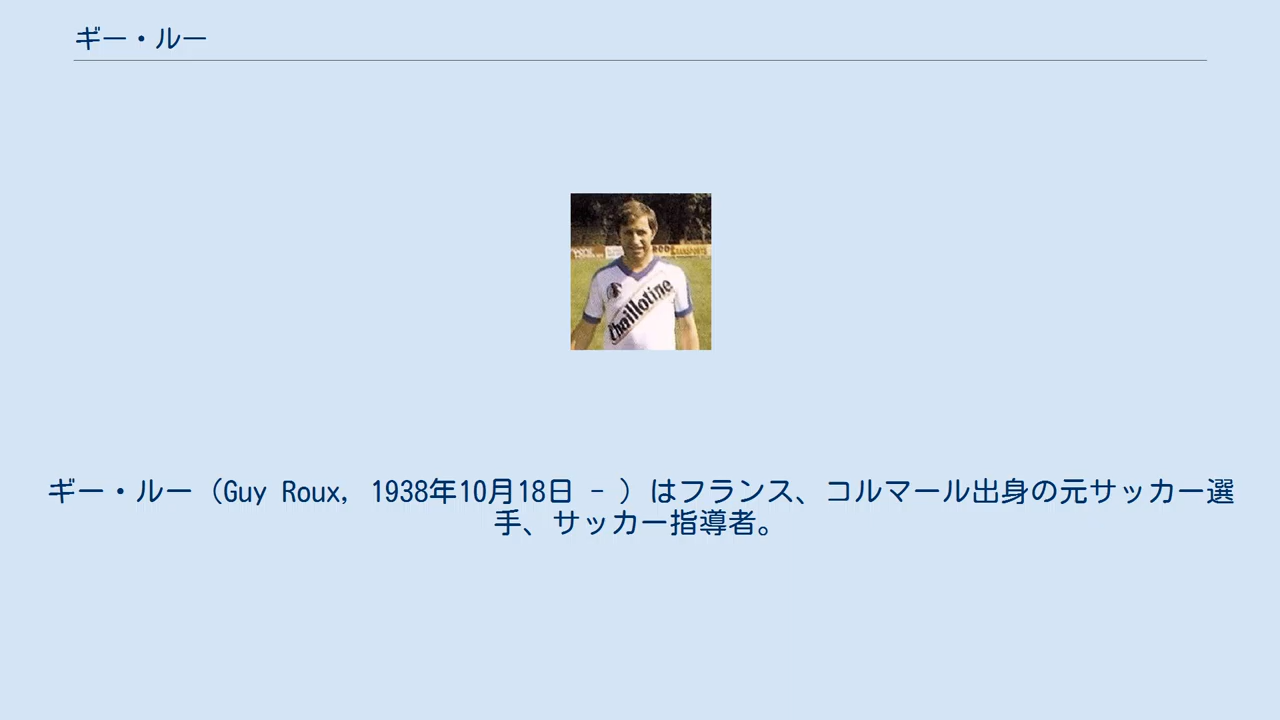 ギー・ルー
Chaillotine
ギー・ルー（Guy Roux, 1938年10月18日 - ）はフランス、コルマール出身の元サッカー選
手、サッカー指導者。